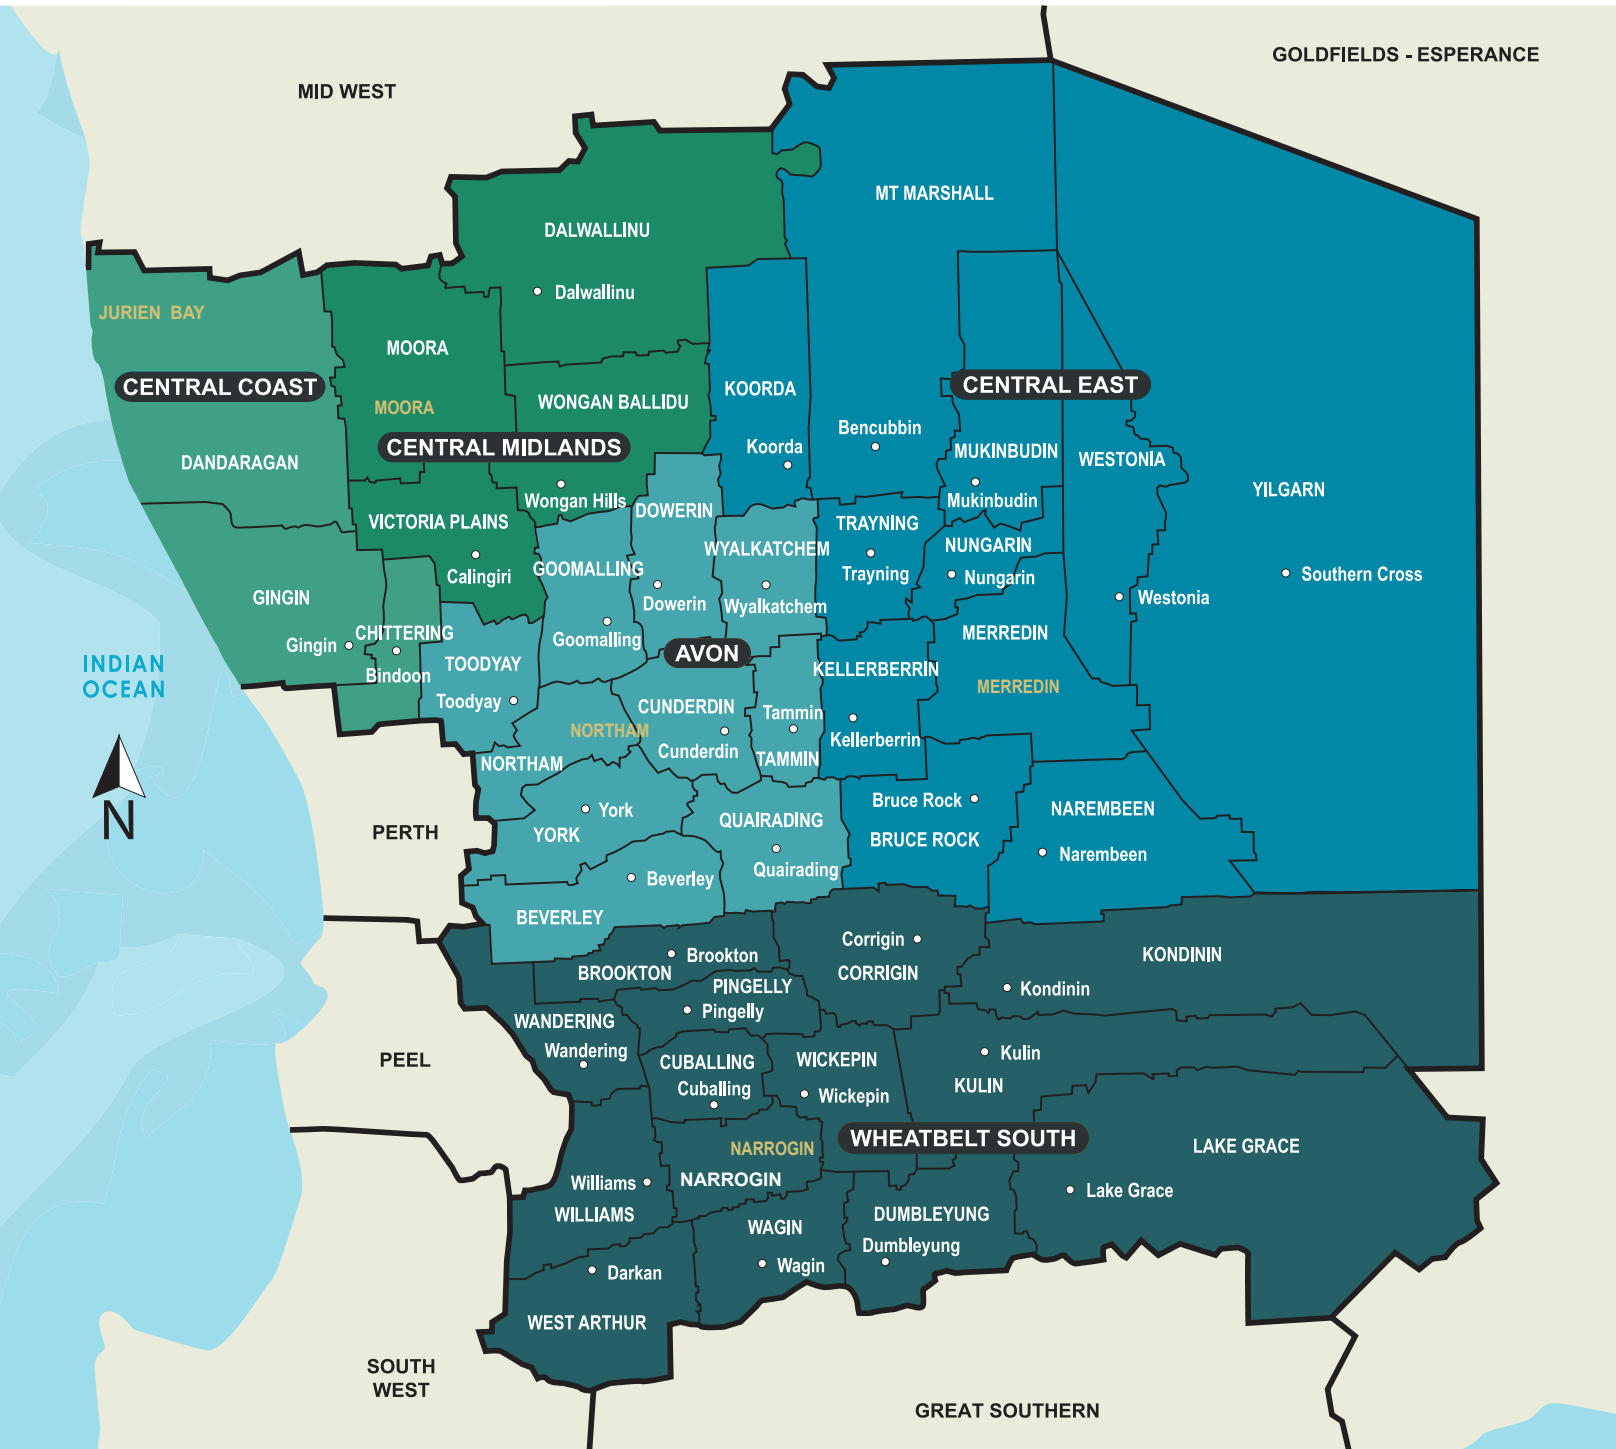 GOLDFIELDS - ESPERANCE
MID WEST
MT MARSHALL
DALWALLINU
Dalwallinu
JURIEN BAY
MOORA
CENTRAL COAST
CENTRAL EAST
KOORDA
WONGAN BALLIDU
MOORA
Bencubbin
CENTRAL MIDLANDS
Koorda
MUKINBUDIN
WESTONIA
DANDARAGAN
YILGARN
Wongan Hills
Mukinbudin
DOWERIN
VICTORIA PLAINS
TRAYNING
NUNGARIN
WYALKATCHEM
GOOMALLING
Calingiri
Trayning
Nungarin
Southern Cross
GINGIN
Dowerin
Wyalkatchem
Westonia
CHITTERING
Goomalling
MERREDIN
Gingin
AVON
INDIAN
OCEAN
TOODYAY
KELLERBERRIN
Bindoon
MERREDIN
Toodyay
CUNDERDIN
Tammin
NORTHAM
Kellerberrin
Cunderdin
TAMMIN
NORTHAM
N
Bruce Rock
NAREMBEEN
York
QUAIRADING
PERTH
YORK
BRUCE ROCK
Narembeen
Quairading
Beverley
BEVERLEY
Corrigin
Brookton
KONDININ
BROOKTON
CORRIGIN
PINGELLY
Kondinin
Pingelly
WANDERING
Wandering
Kulin
PEEL
CUBALLING
WICKEPIN
Cuballing
KULIN
Wickepin
WHEATBELT SOUTH
NARROGIN
LAKE GRACE
NARROGIN
Williams
Lake Grace
WILLIAMS
DUMBLEYUNG
WAGIN
Dumbleyung
Wagin
Darkan
WEST ARTHUR
SOUTH
WEST
GREAT SOUTHERN